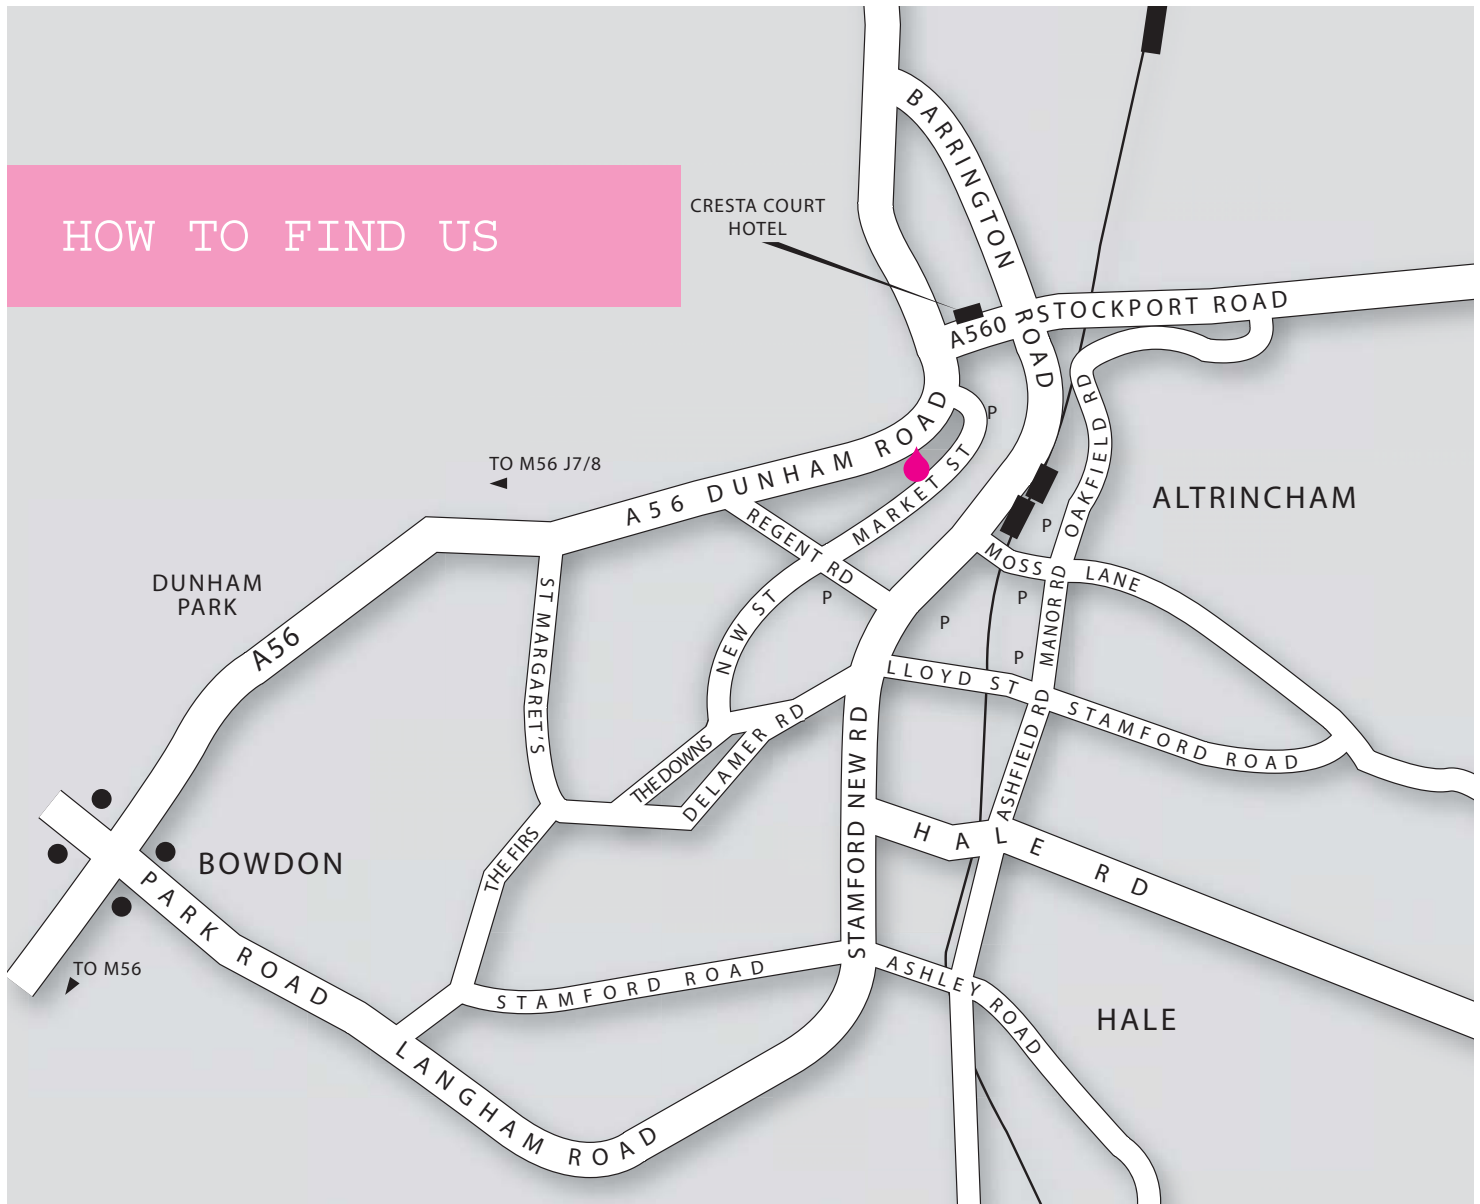 BARRINGTON ROAD
HOW TO FIND US
CRESTA COURT
HOTEL
A560
STOCKPORT ROAD
P
OAKFIELD RD
TO M56 J7/8
A56 DUNHAM ROAD
MARKET ST
ALTRINCHAM
REGENT RD
P
MOSS LANE
DUNHAM
PARK
A56
ST MARGARET'S
NEW ST
P
P
P
P
MANOR RD
LLOYD ST
STAMFORD ROAD
ASHFIELD RD
THE DOWNS
DELAMER RD
STAMFORD NEW RD
HALE RD
THE FIRS
BOWDON
PARK ROAD
TO M56
STAMFORD ROAD
ASHLEY ROAD
HALE
LANGHAM ROAD